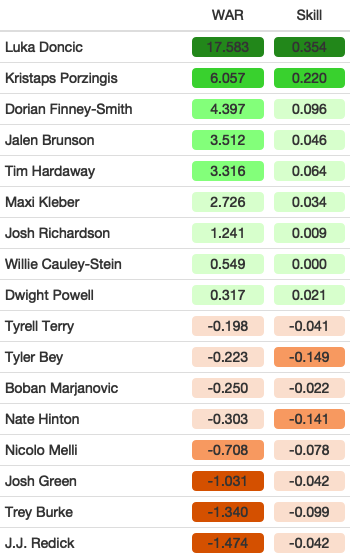 WAR Skill
Luka Doncic 17.583 0.354
Kristaps Porzingis 6.057 0.220
Dorian Finney-Smith 4.397 0.096
Jalen Brunson 3.512 0.046
Tim Hardaway 3.316 0.064
Maxi Kleber 2.726 0.034
Josh Richardson 1.241 0.009
Willie Cauley-Stein 0.549 0.000
Dwight Powell 0.317 0.021
Tyrell Terry -0.198 -0.041
Tyler Bey -0.223 -0.149
Boban Marjanovic -0.250 -0.022
Nate Hinton -0.303 -0.141
Nicolo Melli -0.708 -0.078
Josh Green -1.031 -0.042
Trey Burke -1.340 -0.099
J.J. Redick -1.474 -0.042